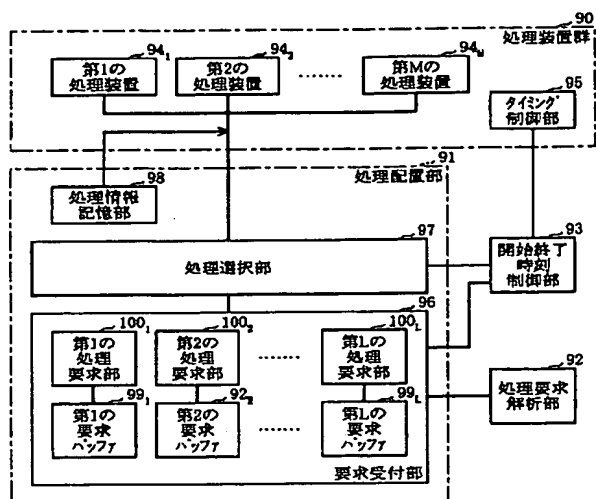 90
処理装置群
94₁
第1の
処理装置
94₂
第2の
処理装置
........
94M
第Mの
処理装置
95
タイミング
制御部
91
処理配置部
98
処理情報
記憶部
97
処理選択部
93
開始終了
時刻
制御部
96
100₁
第1の
処理
要求部
100₂
第2の
処理
要求部
........
100L
第Lの
処理
要求部
99₁
第1の
要求
バッファ
92₂
第2の
要求
バッファ
........
99L
第Lの
要求
バッファ
要求受付部
92
処理要求
解析部